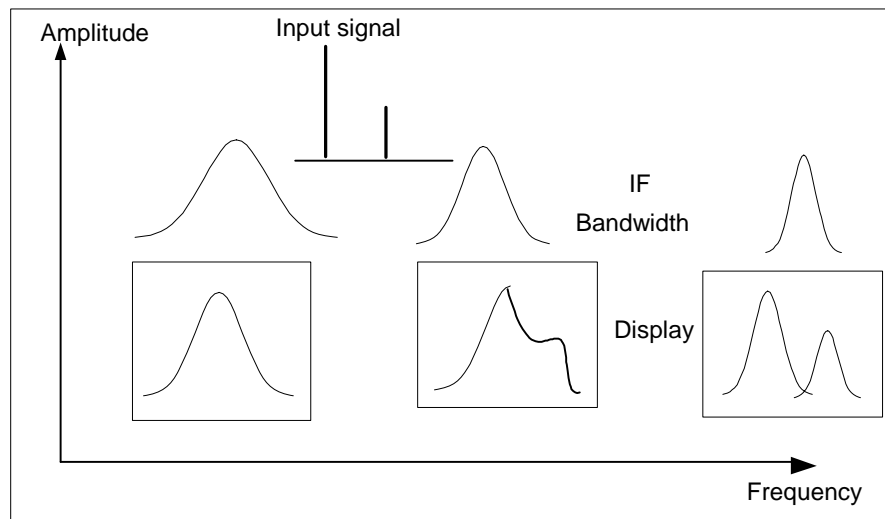 Amplitude
Input signal
IF
Bandwidth
Display
Frequency